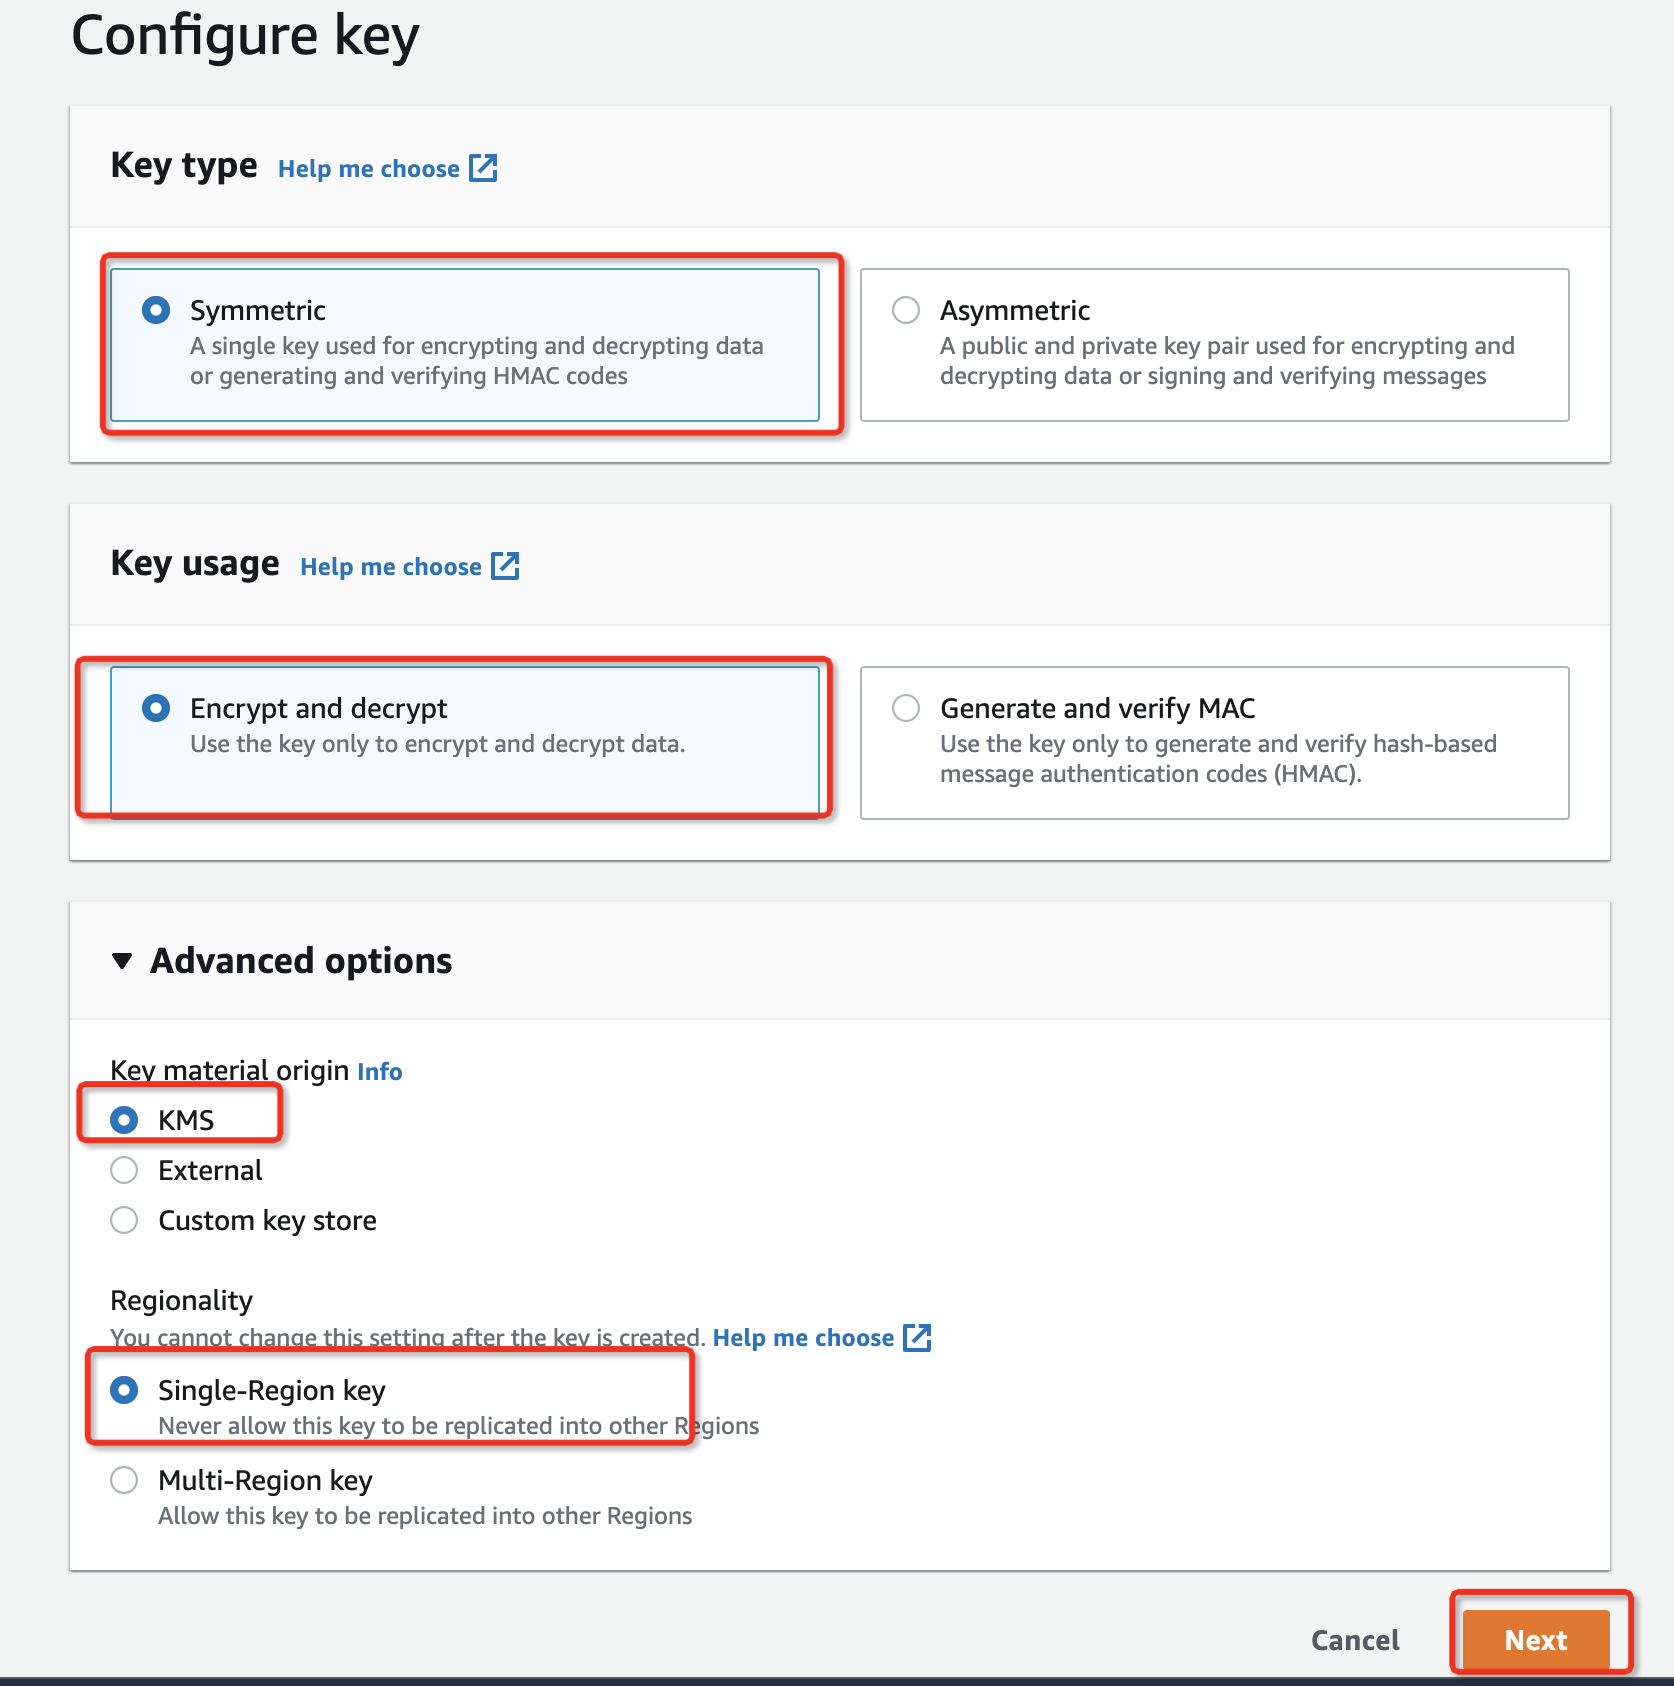 Configure key
Key type Help me choose
Symmetric
A single key used for encrypting and decrypting data
or generating and verifying HMAC codes
Asymmetric
A public and private key pair used for encrypting and
decrypting data or signing and verifying messages
Key usage Help me choose
Encrypt and decrypt
Use the key only to encrypt and decrypt data.
Generate and verify MAC
Use the key only to generate and verify hash-based
message authentication codes (HMAC).
Advanced options
Key material origin Info
KMS
External
Custom key store
Regionality
You cannot change this setting after the key is created. Help me choose
Single-Region key
Never allow this key to be replicated into other Regions
Multi-Region key
Allow this key to be replicated into other Regions
Cancel Next